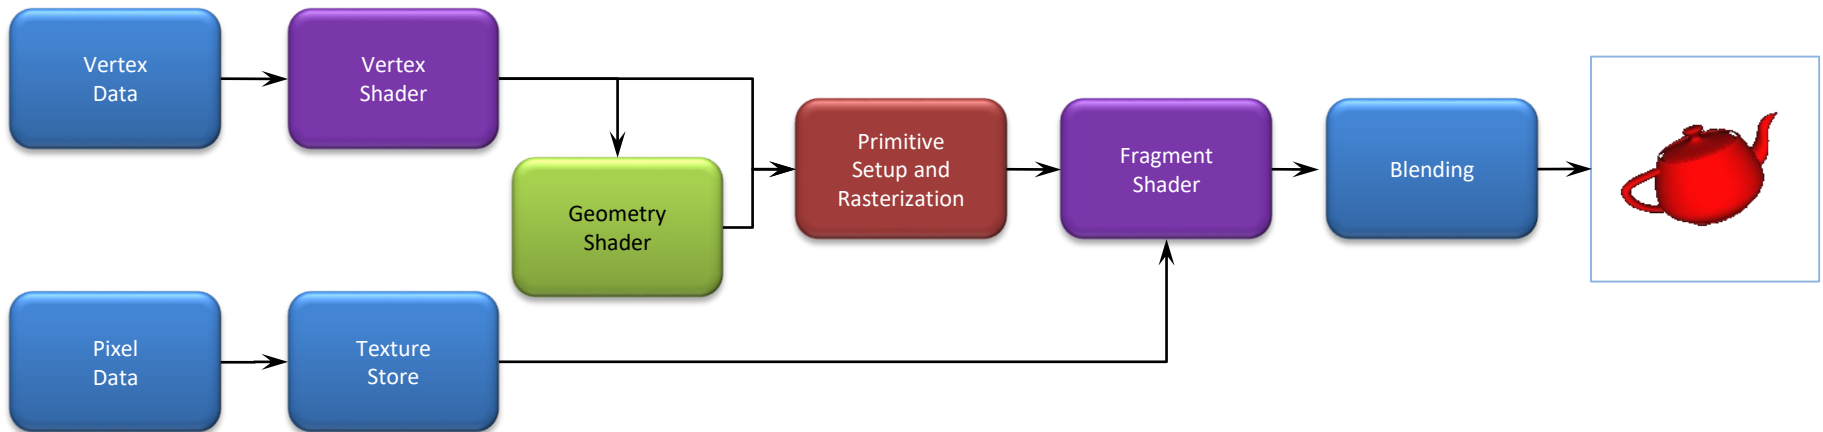 Vertex
Data
Vertex
Shader
Geometry
Shader
Primitive
Setup and
Rasterization
Fragment
Shader
Blending
Pixel
Data
Texture
Store